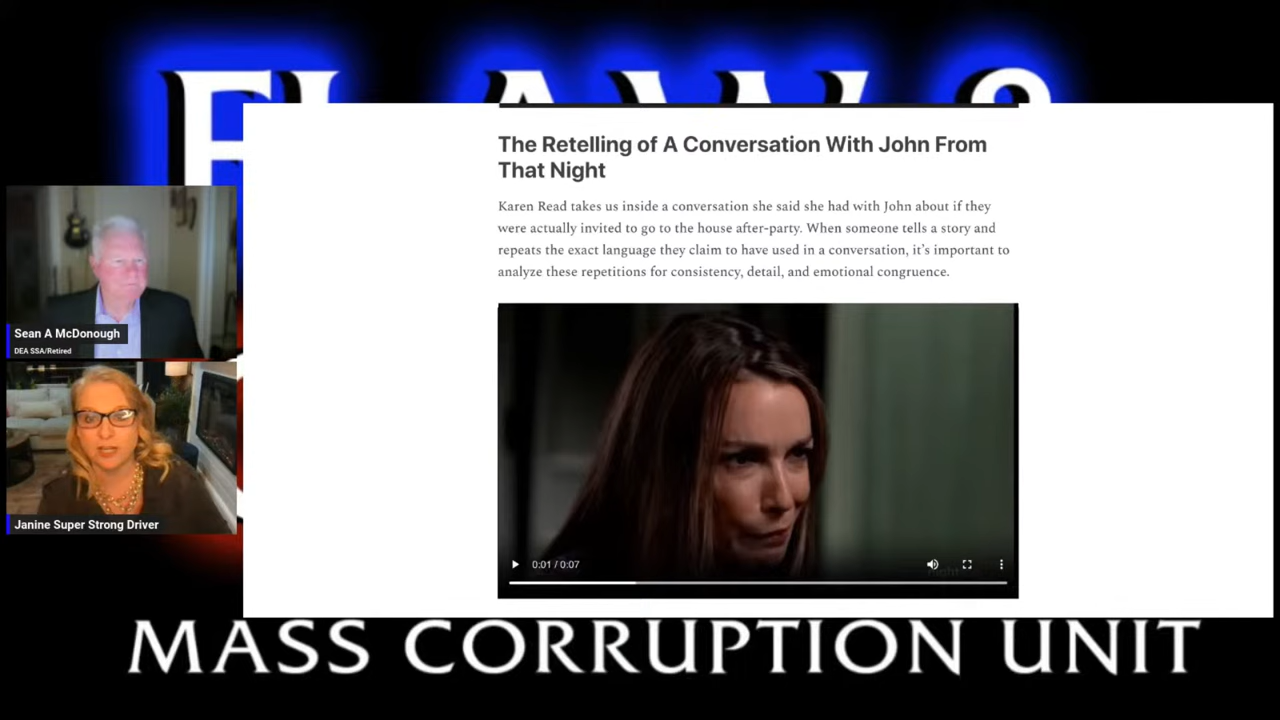 The Retelling of A Conversation With John From
That Night
Karen Read takes us inside a conversation she said she had with John about if they
were actually invited to go to the house after-party. When someone tells a story and
repeats the exact language they claim to have used in a conversation, it's important to
analyze these repetitions for consistency, detail, and emotional congruence.
Sean A McDonough
DEA SSA/Retired
Janine Super Strong Driver
0:01 / 0:07
MASS CORRUPTION UNIT